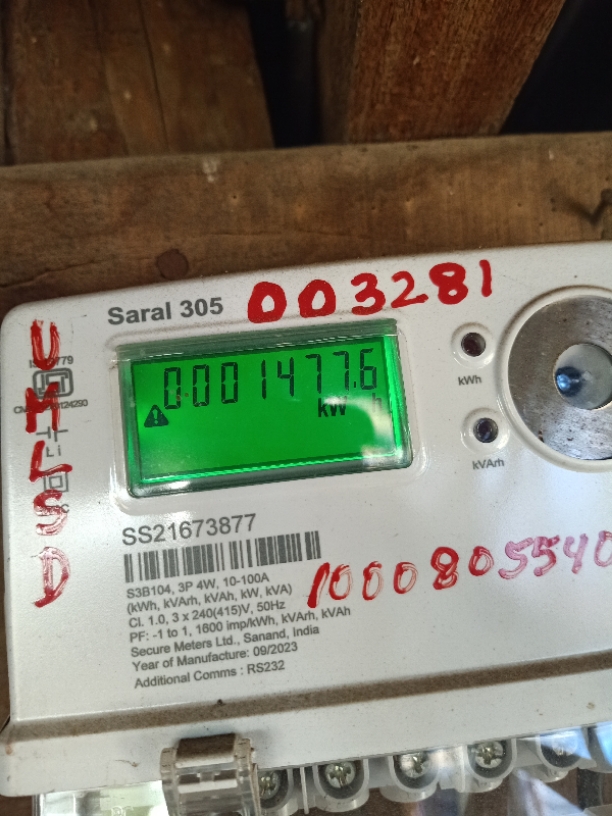 Saral 305
003281
0001477.6
kW h
kWh
kVArh
UMLSD
SS21673877
S3B104, 3P 4W, 10-100A
(kWh, kVArh, kVAh, kW, kVA)
Cl. 1.0, 3 x 240(415)V, 50Hz
PF: -1 to 1, 1600 imp/kWh, kVArh, kVAh
Secure Meters Ltd., Sanand, India
Year of Manufacture: 09/2023
Additional Comms : RS232
1000805540